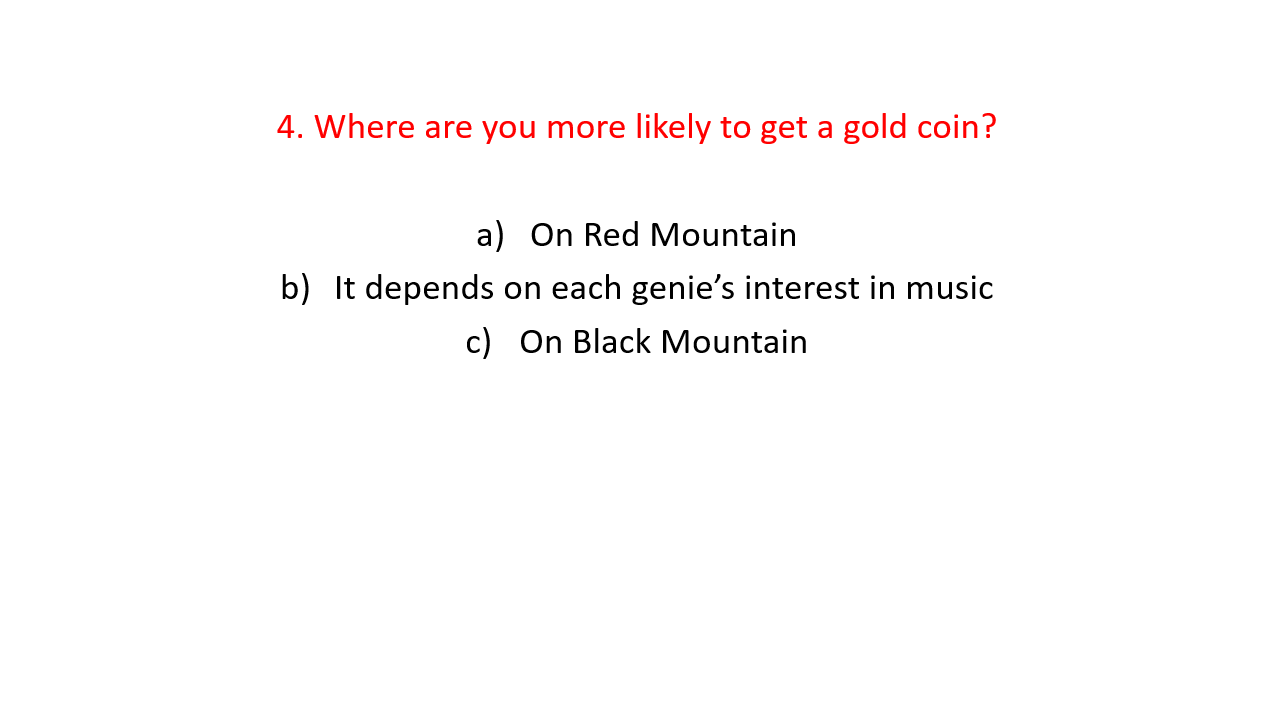 4. Where are you more likely to get a gold coin?
a) On Red Mountain
b) It depends on each genie’s interest in music
c) On Black Mountain